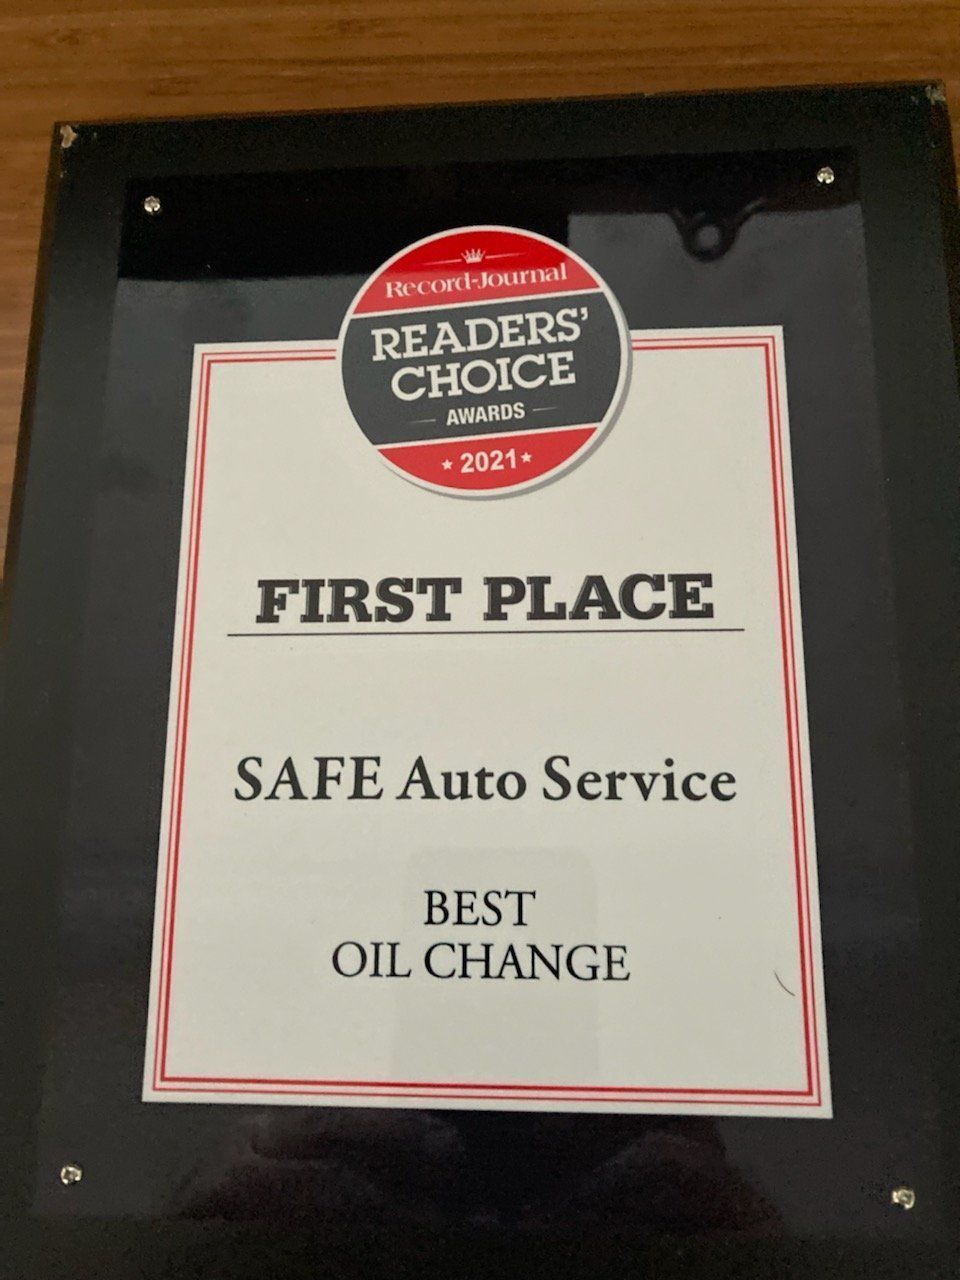 Record-Journal
READERS'
CHOICE
AWARDS
2021
FIRST PLACE
SAFE Auto Service
BEST
OIL CHANGE